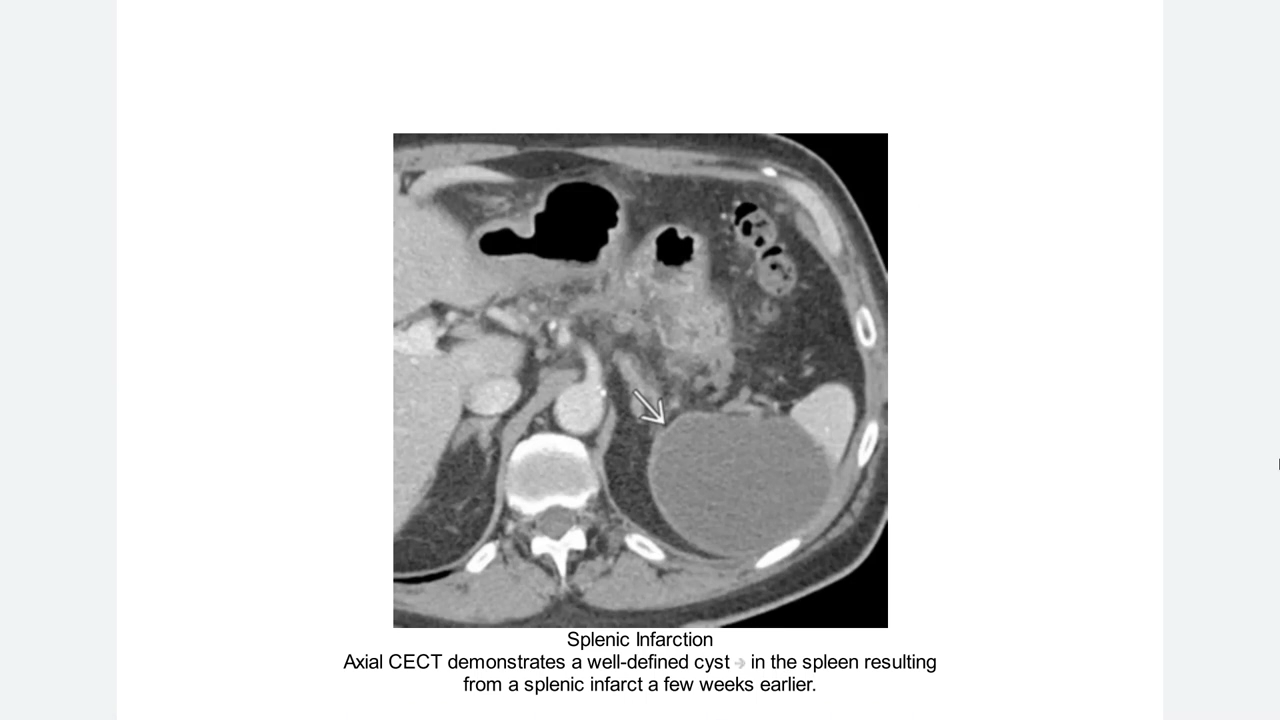 Splenic Infarction
Axial CECT demonstrates a well-defined cyst → in the spleen resulting
from a splenic infarct a few weeks earlier.